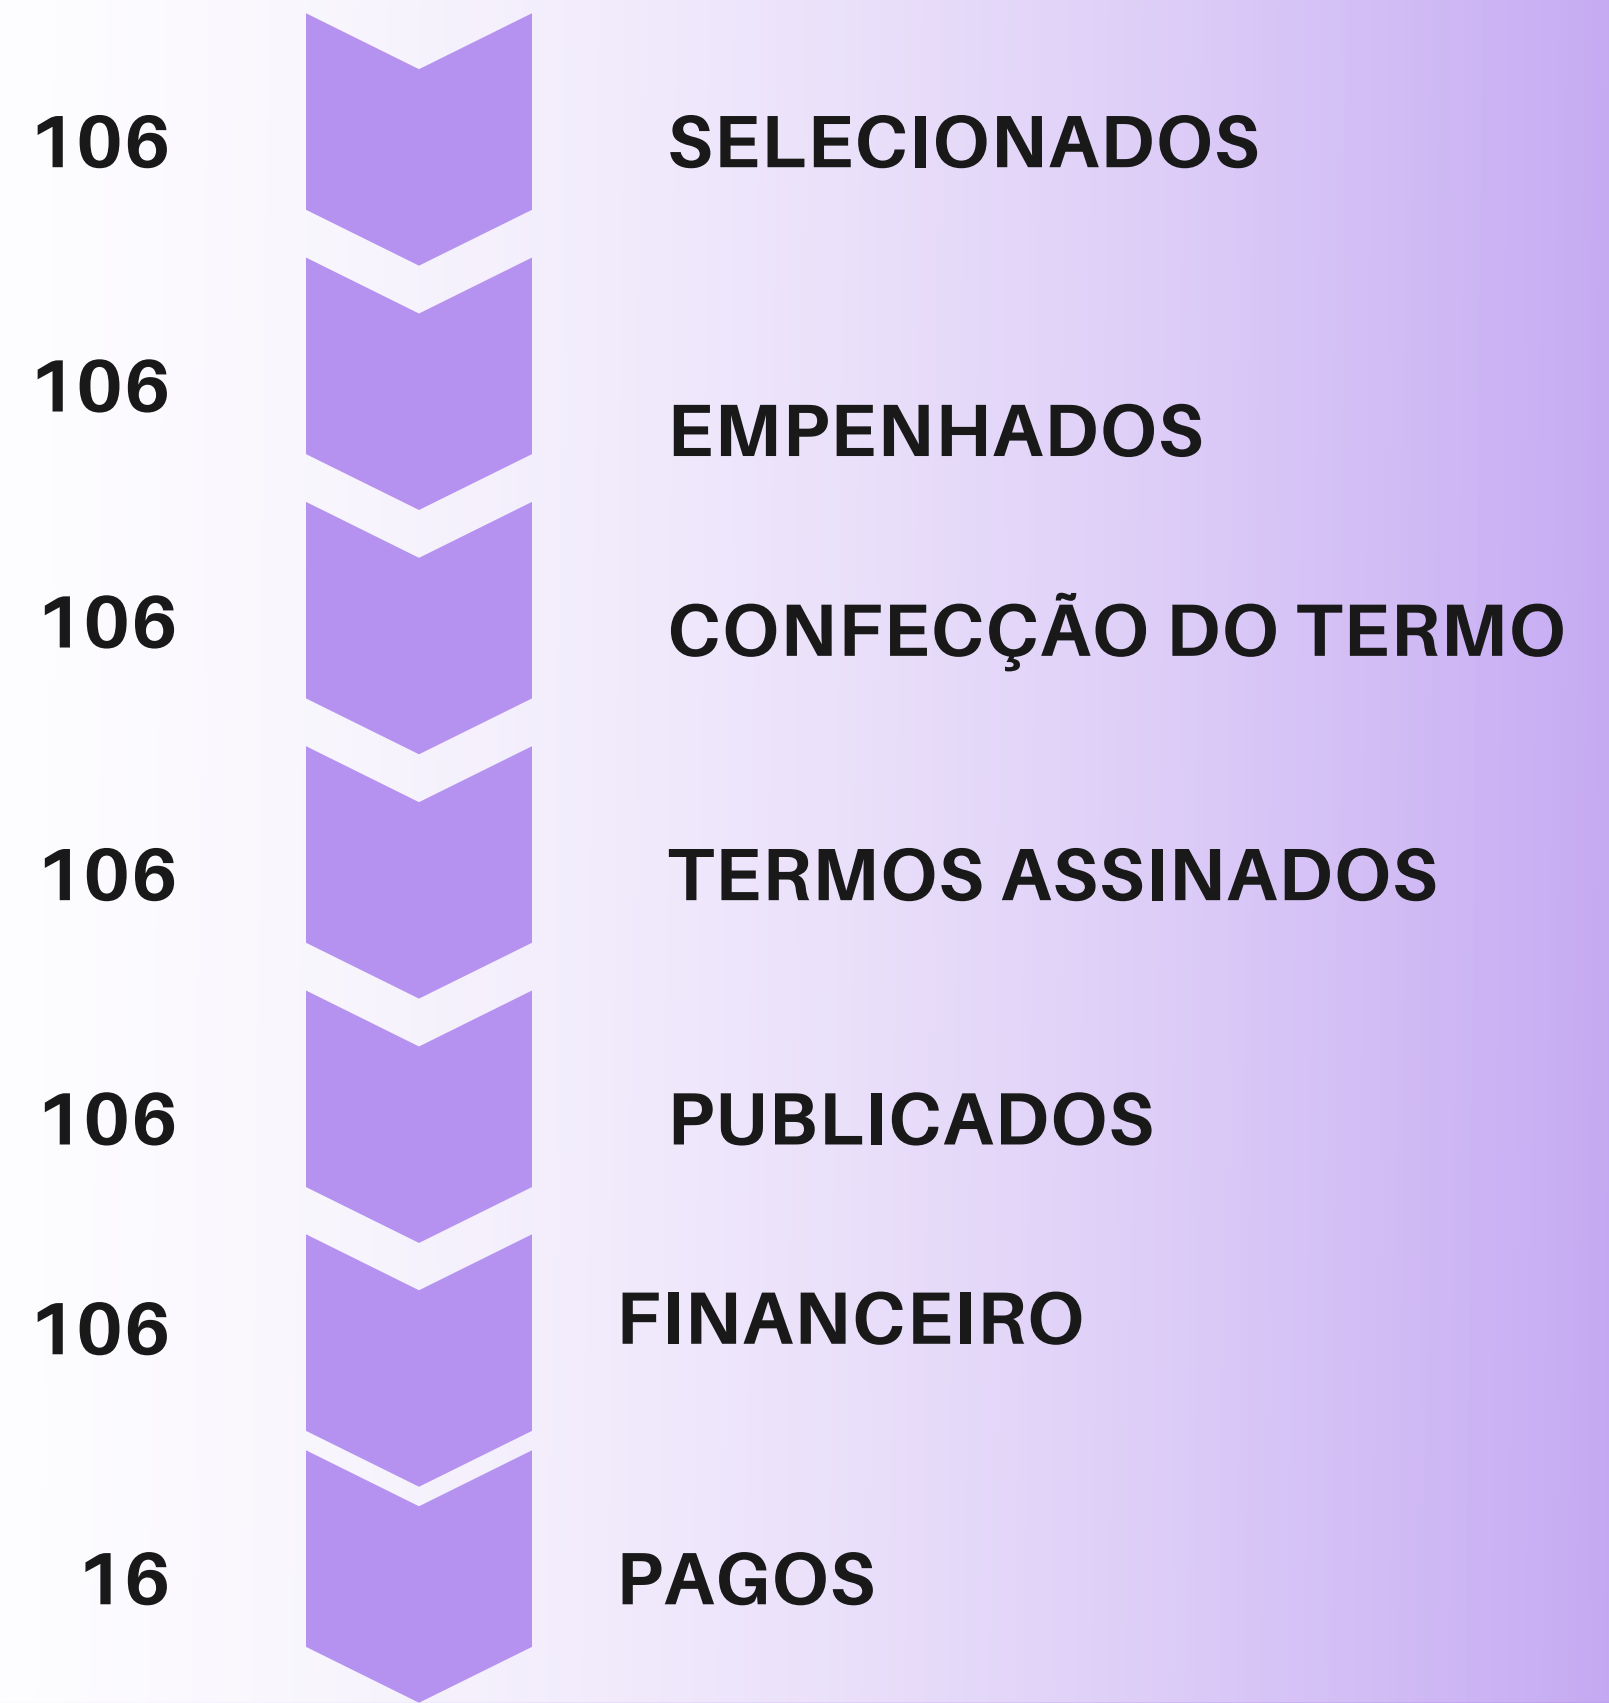 106
SELECIONADOS
106
EMPENHADOS
106
CONFECÇÃO DO TERMO
106
TERMOS ASSINADOS
106
PUBLICADOS
106
FINANCEIRO
16
PAGOS